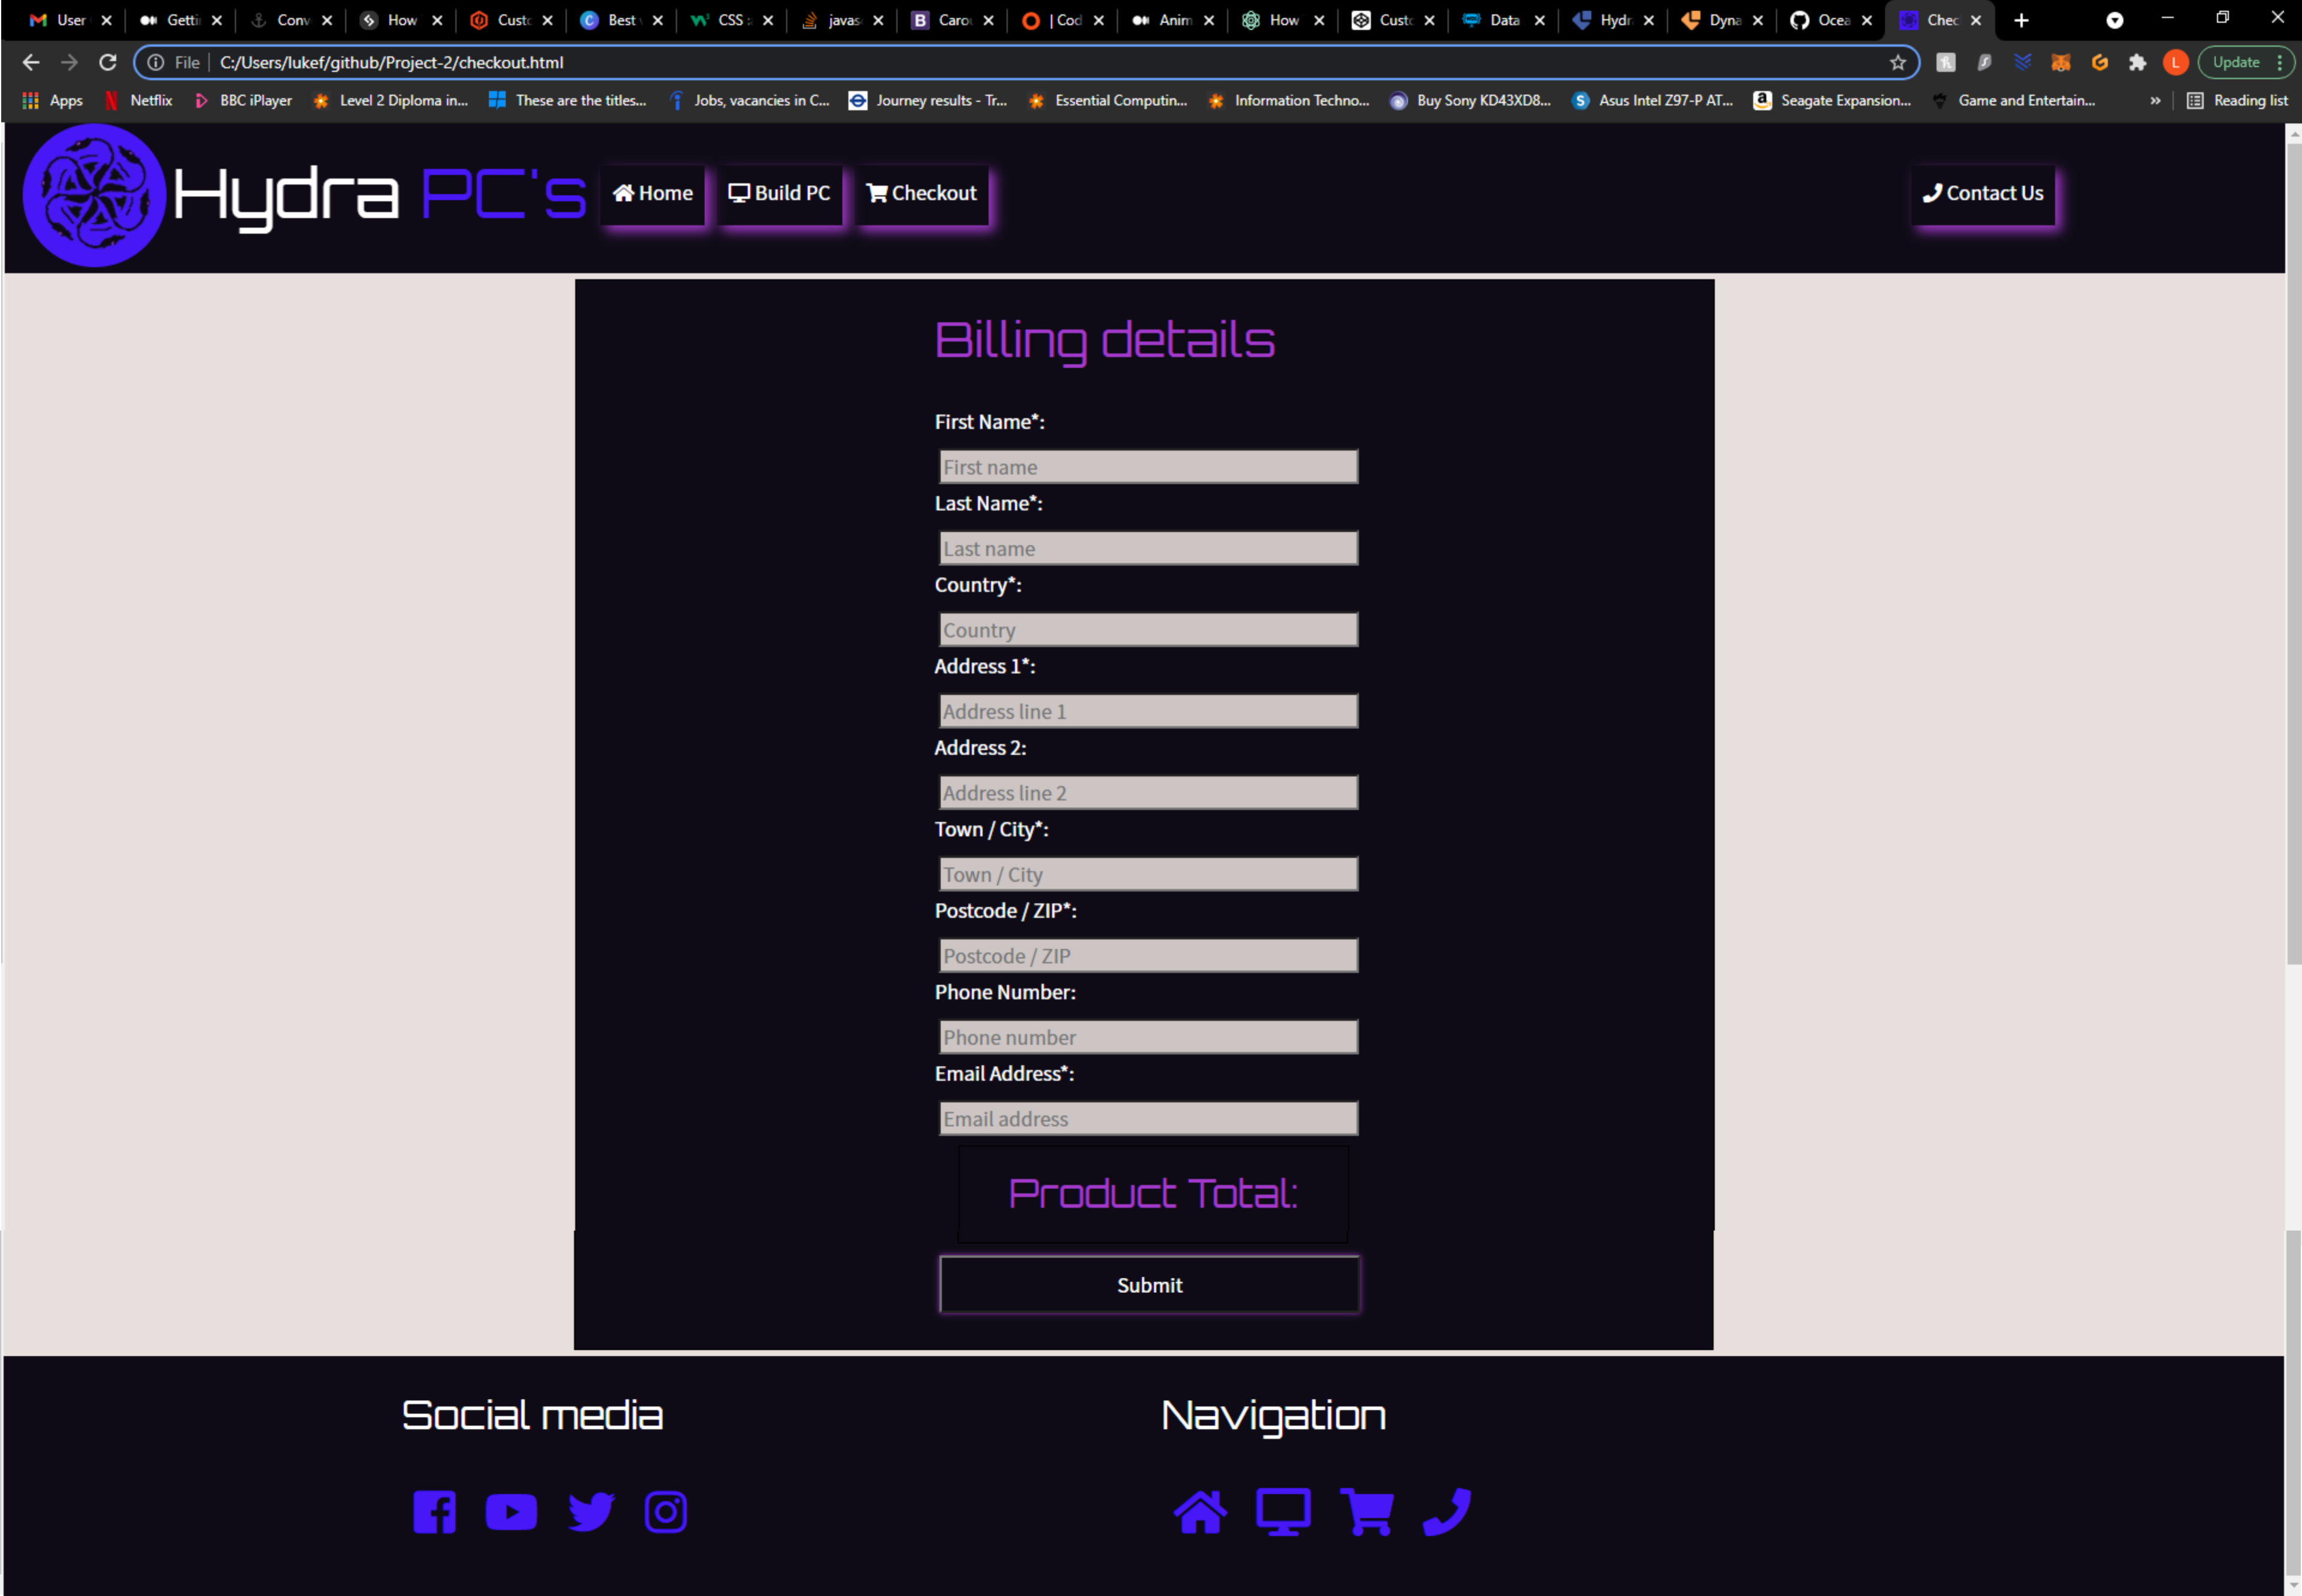 User Gettin Conv How Custo Best CSS javas Caro | Cod Anim How Custo Data Hydr Dyna Ocea Chec
File | C:/Users/lukef/github/Project-2/checkout.html L Update
Apps Netflix BBC iPlayer Level 2 Diploma in... These are the titles... Jobs, vacancies in C... Journey results - Tr... Essential Computin... Information Techno... Buy Sony KD43XD8... Asus Intel Z97-P AT... Seagate Expansion... Game and Entertain... » Reading list
Hydra PC's Home Build PC Checkout Contact Us
Billing details
First Name*:
First name
Last Name*:
Last name
Country*:
Country
Address 1*:
Address line 1
Address 2:
Address line 2
Town / City*:
Town / City
Postcode / ZIP*:
Postcode / ZIP
Phone Number:
Phone number
Email Address*:
Email address
Product Total:
Submit
Social media Navigation